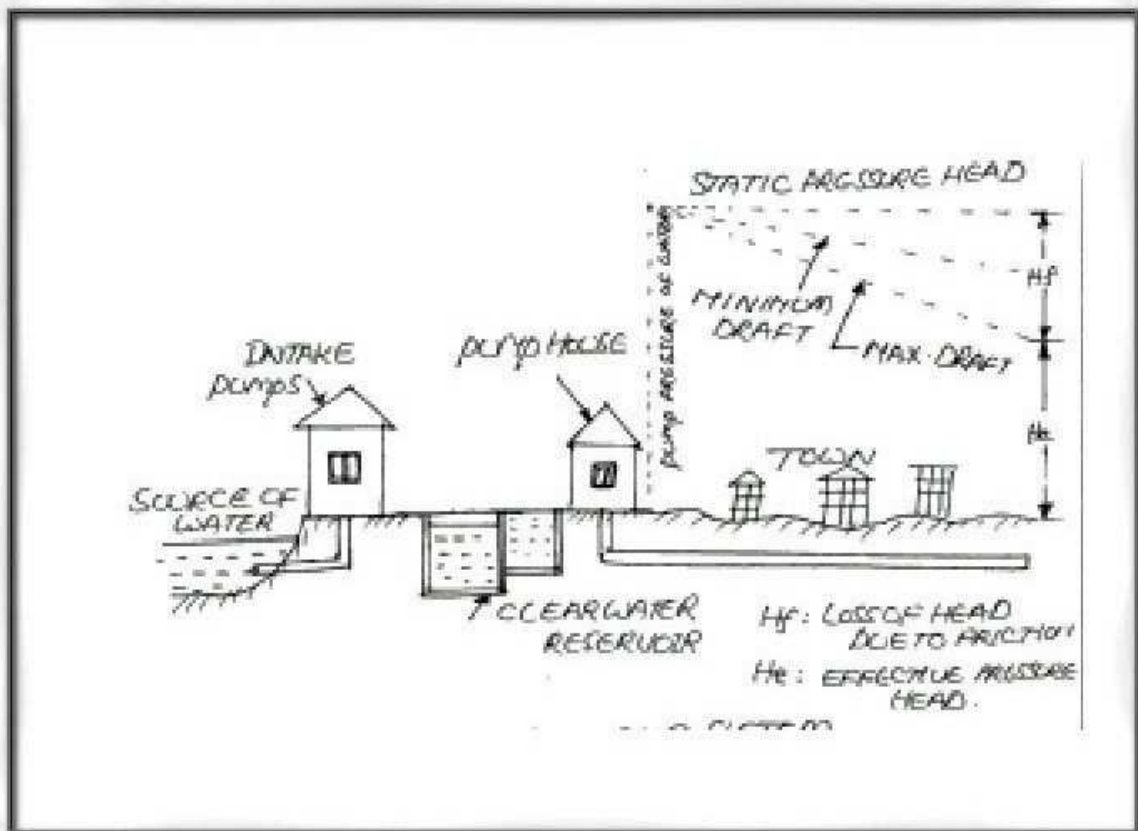 STATIC PRESSURE HEAD
PUMP PRESSURE OF WATER
Hf
MINIMUM
DRAFT
MAX. DRAFT
INTAKE
PUMPS
PUMP HOUSE
He
TOWN
SOURCE OF
WATER
CLEARWATER
RESERVOIR
Hf: LOSS OF HEAD
DUE TO FRICTION
He: EFFECTIVE PRESSURE
HEAD.